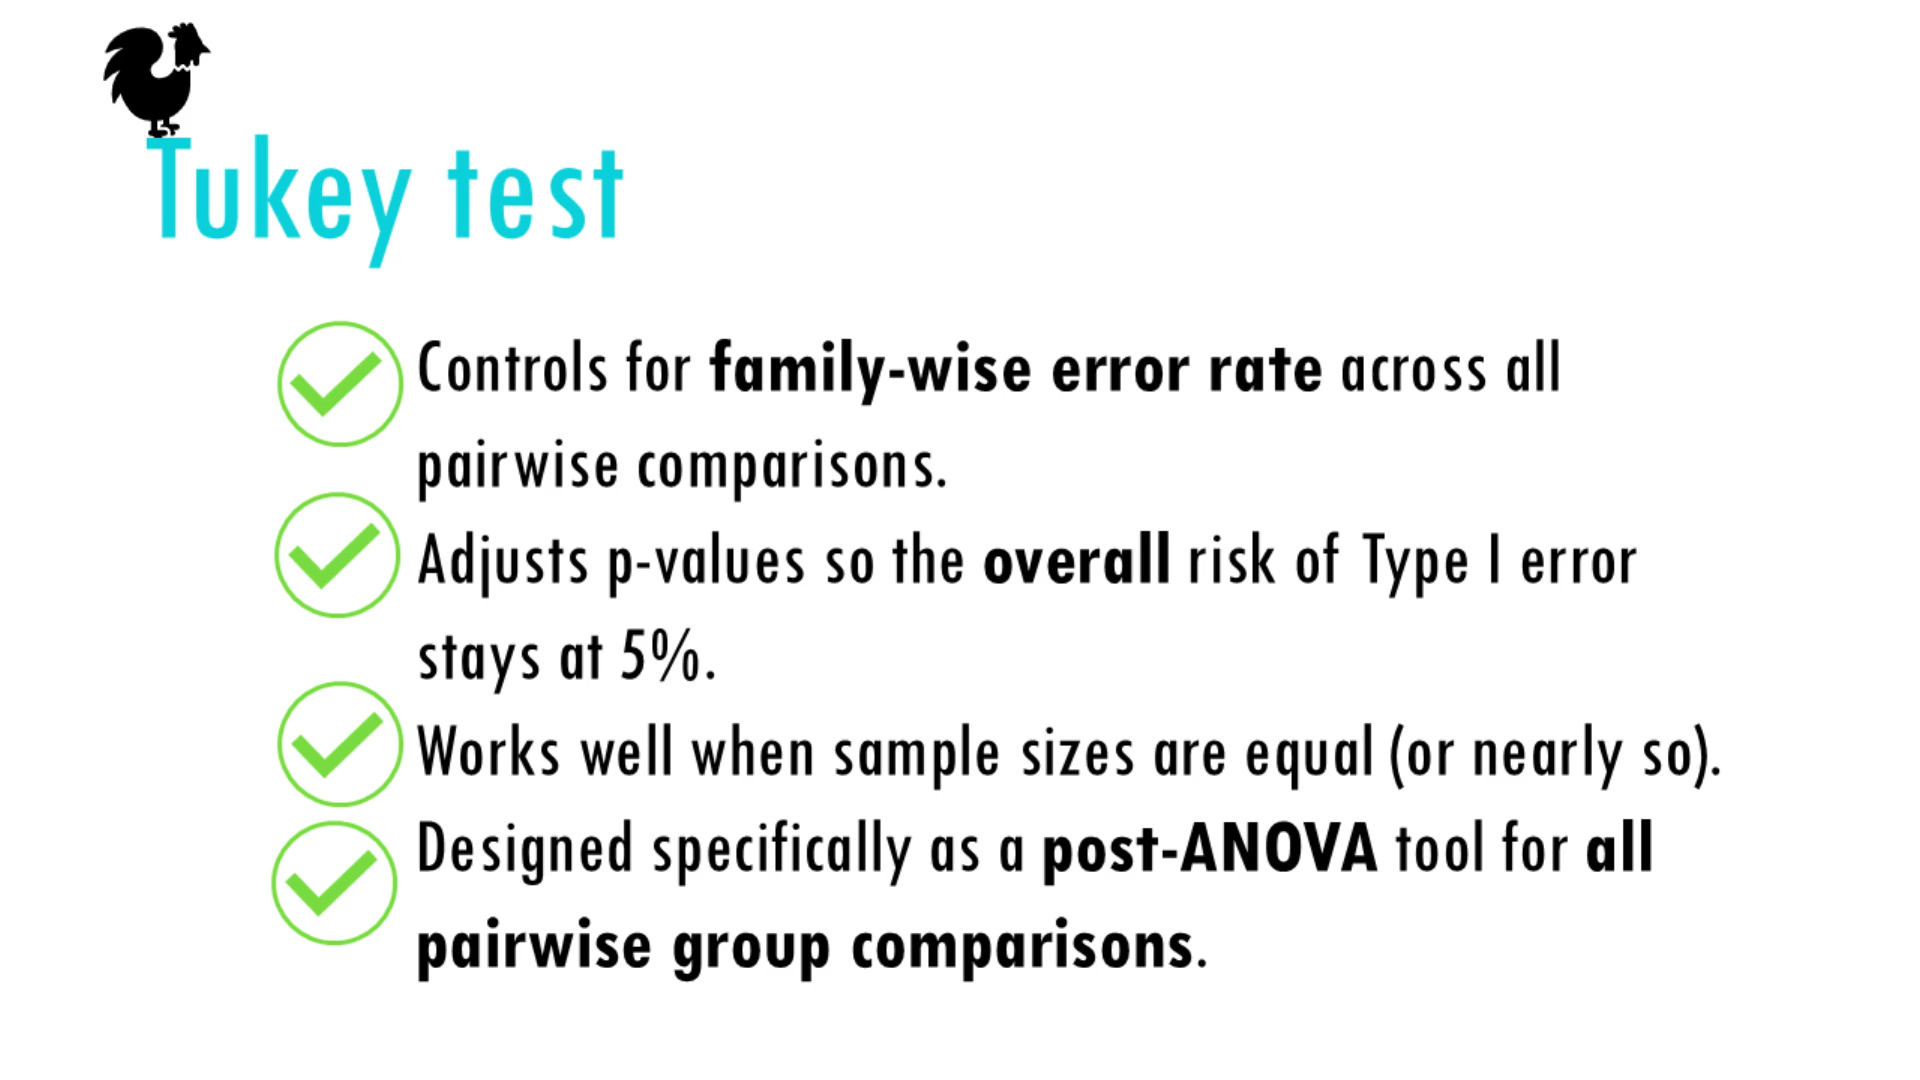 Tukey test
Controls for family-wise error rate across all
pairwise comparisons.
Adjusts p-values so the overall risk of Type I error
stays at 5%.
Works well when sample sizes are equal (or nearly so).
Designed specifically as a post-ANOVA tool for all
pairwise group comparisons.